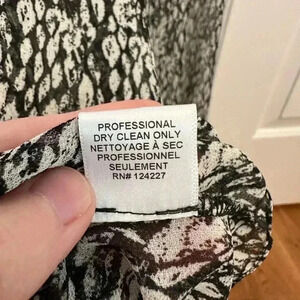 PROFESSIONAL
DRY CLEAN ONLY
NETTOYAGE À SEC
PROFESSIONNEL
SEULEMENT
RN# 124227